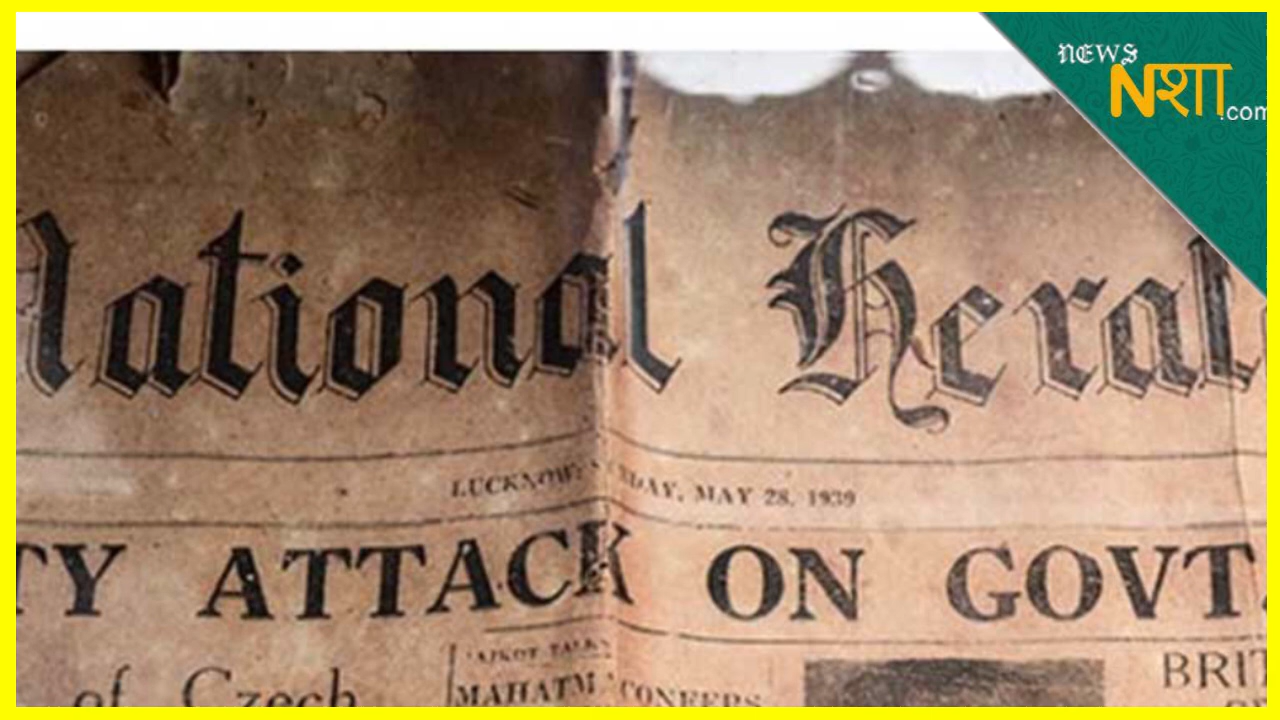 NEWS
Nशा
.com
National Herald
LUCKNOW: SUNDAY, MAY 28, 1939
TY ATTACK ON GOVT.
of Czech
RAJKOT TALKS
MAHATMA CONFERS
BRIT